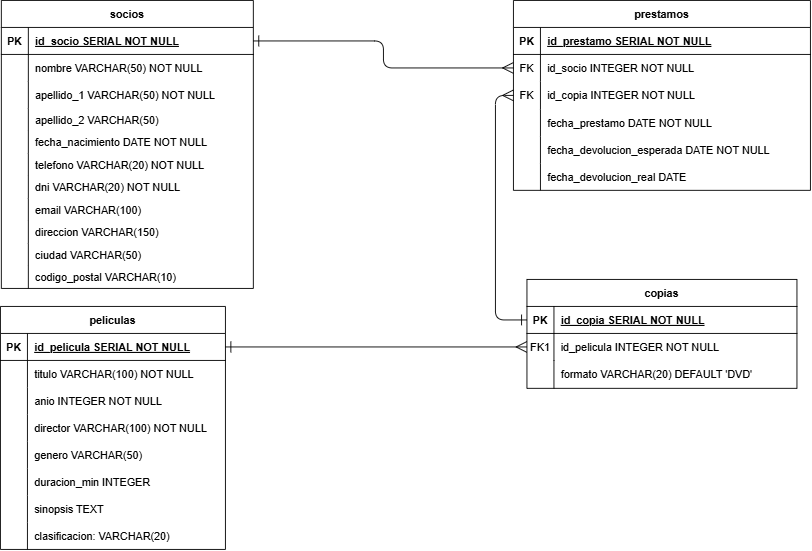 socios
PK id_socio SERIAL NOT NULL
nombre VARCHAR(50) NOT NULL
apellido_1 VARCHAR(50) NOT NULL
apellido_2 VARCHAR(50)
fecha_nacimiento DATE NOT NULL
telefono VARCHAR(20) NOT NULL
dni VARCHAR(20) NOT NULL
email VARCHAR(100)
direccion VARCHAR(150)
ciudad VARCHAR(50)
codigo_postal VARCHAR(10)
prestamos
PK id_prestamo SERIAL NOT NULL
FK id_socio INTEGER NOT NULL
FK id_copia INTEGER NOT NULL
fecha_prestamo DATE NOT NULL
fecha_devolucion_esperada DATE NOT NULL
fecha_devolucion_real DATE
peliculas
PK id_pelicula SERIAL NOT NULL
titulo VARCHAR(100) NOT NULL
anio INTEGER NOT NULL
director VARCHAR(100) NOT NULL
genero VARCHAR(50)
duracion_min INTEGER
sinopsis TEXT
clasificacion: VARCHAR(20)
copias
PK id_copia SERIAL NOT NULL
FK1 id_pelicula INTEGER NOT NULL
formato VARCHAR(20) DEFAULT 'DVD'